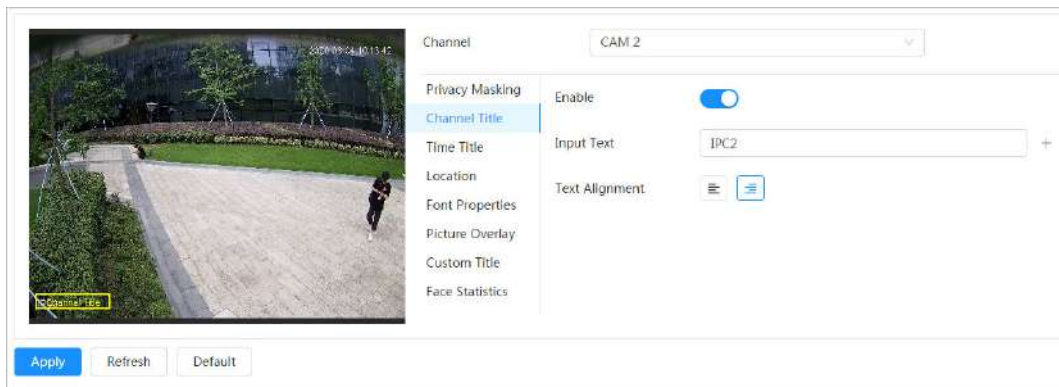 Channel
CAM 2
Privacy Masking
Channel Title
Time Title
Location
Font Properties
Picture Overlay
Custom Title
Face Statistics
Enable
Input Text
IPC2
+
Text Alignment
Channel Title
Apply
Refresh
Default